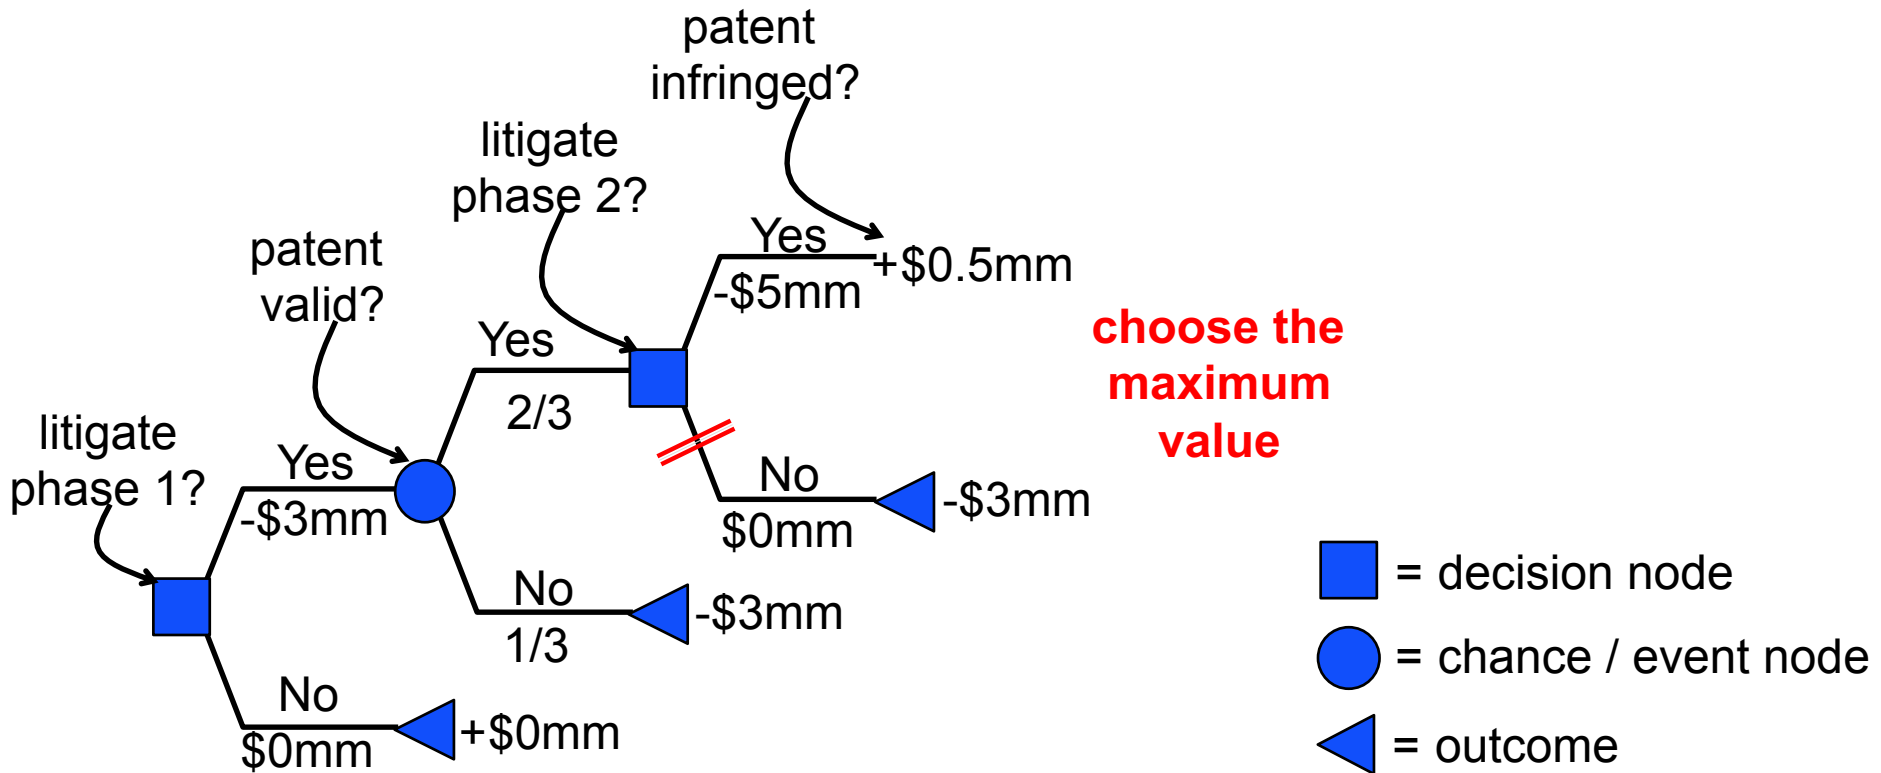 patent
infringed?
litigate
phase 2?
Yes
-$5mm
+$0.5mm
patent
valid?
choose the
maximum
value
Yes
2/3
litigate
phase 1?
Yes
-$3mm
No
$0mm
-$3mm
No
1/3
-$3mm
No
$0mm
+$0mm
= decision node
= chance / event node
= outcome